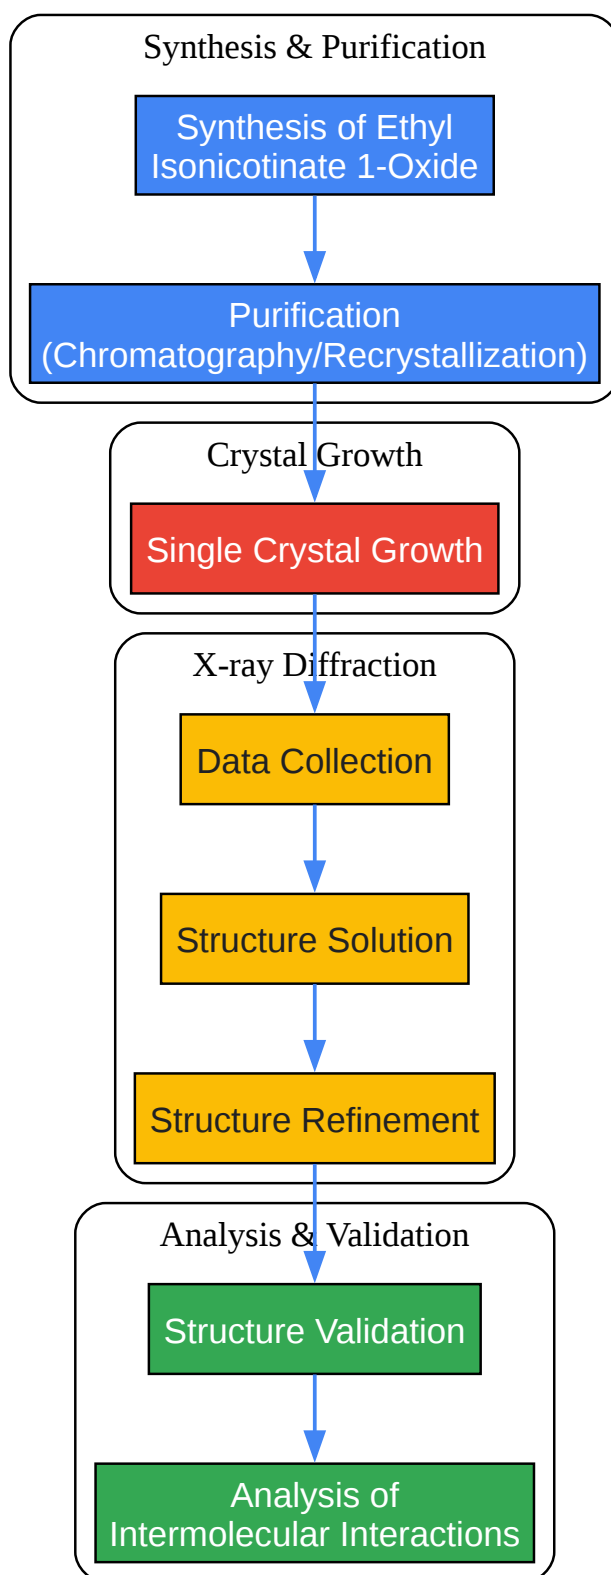 Synthesis & Purification
Synthesis of Ethyl
Isonicotinate 1-Oxide
Purification
(Chromatography/Recrystallization)
Crystal Growth
Single Crystal Growth
X-ray Diffraction
Data Collection
Structure Solution
Structure Refinement
Analysis & Validation
Structure Validation
Analysis of
Intermolecular Interactions